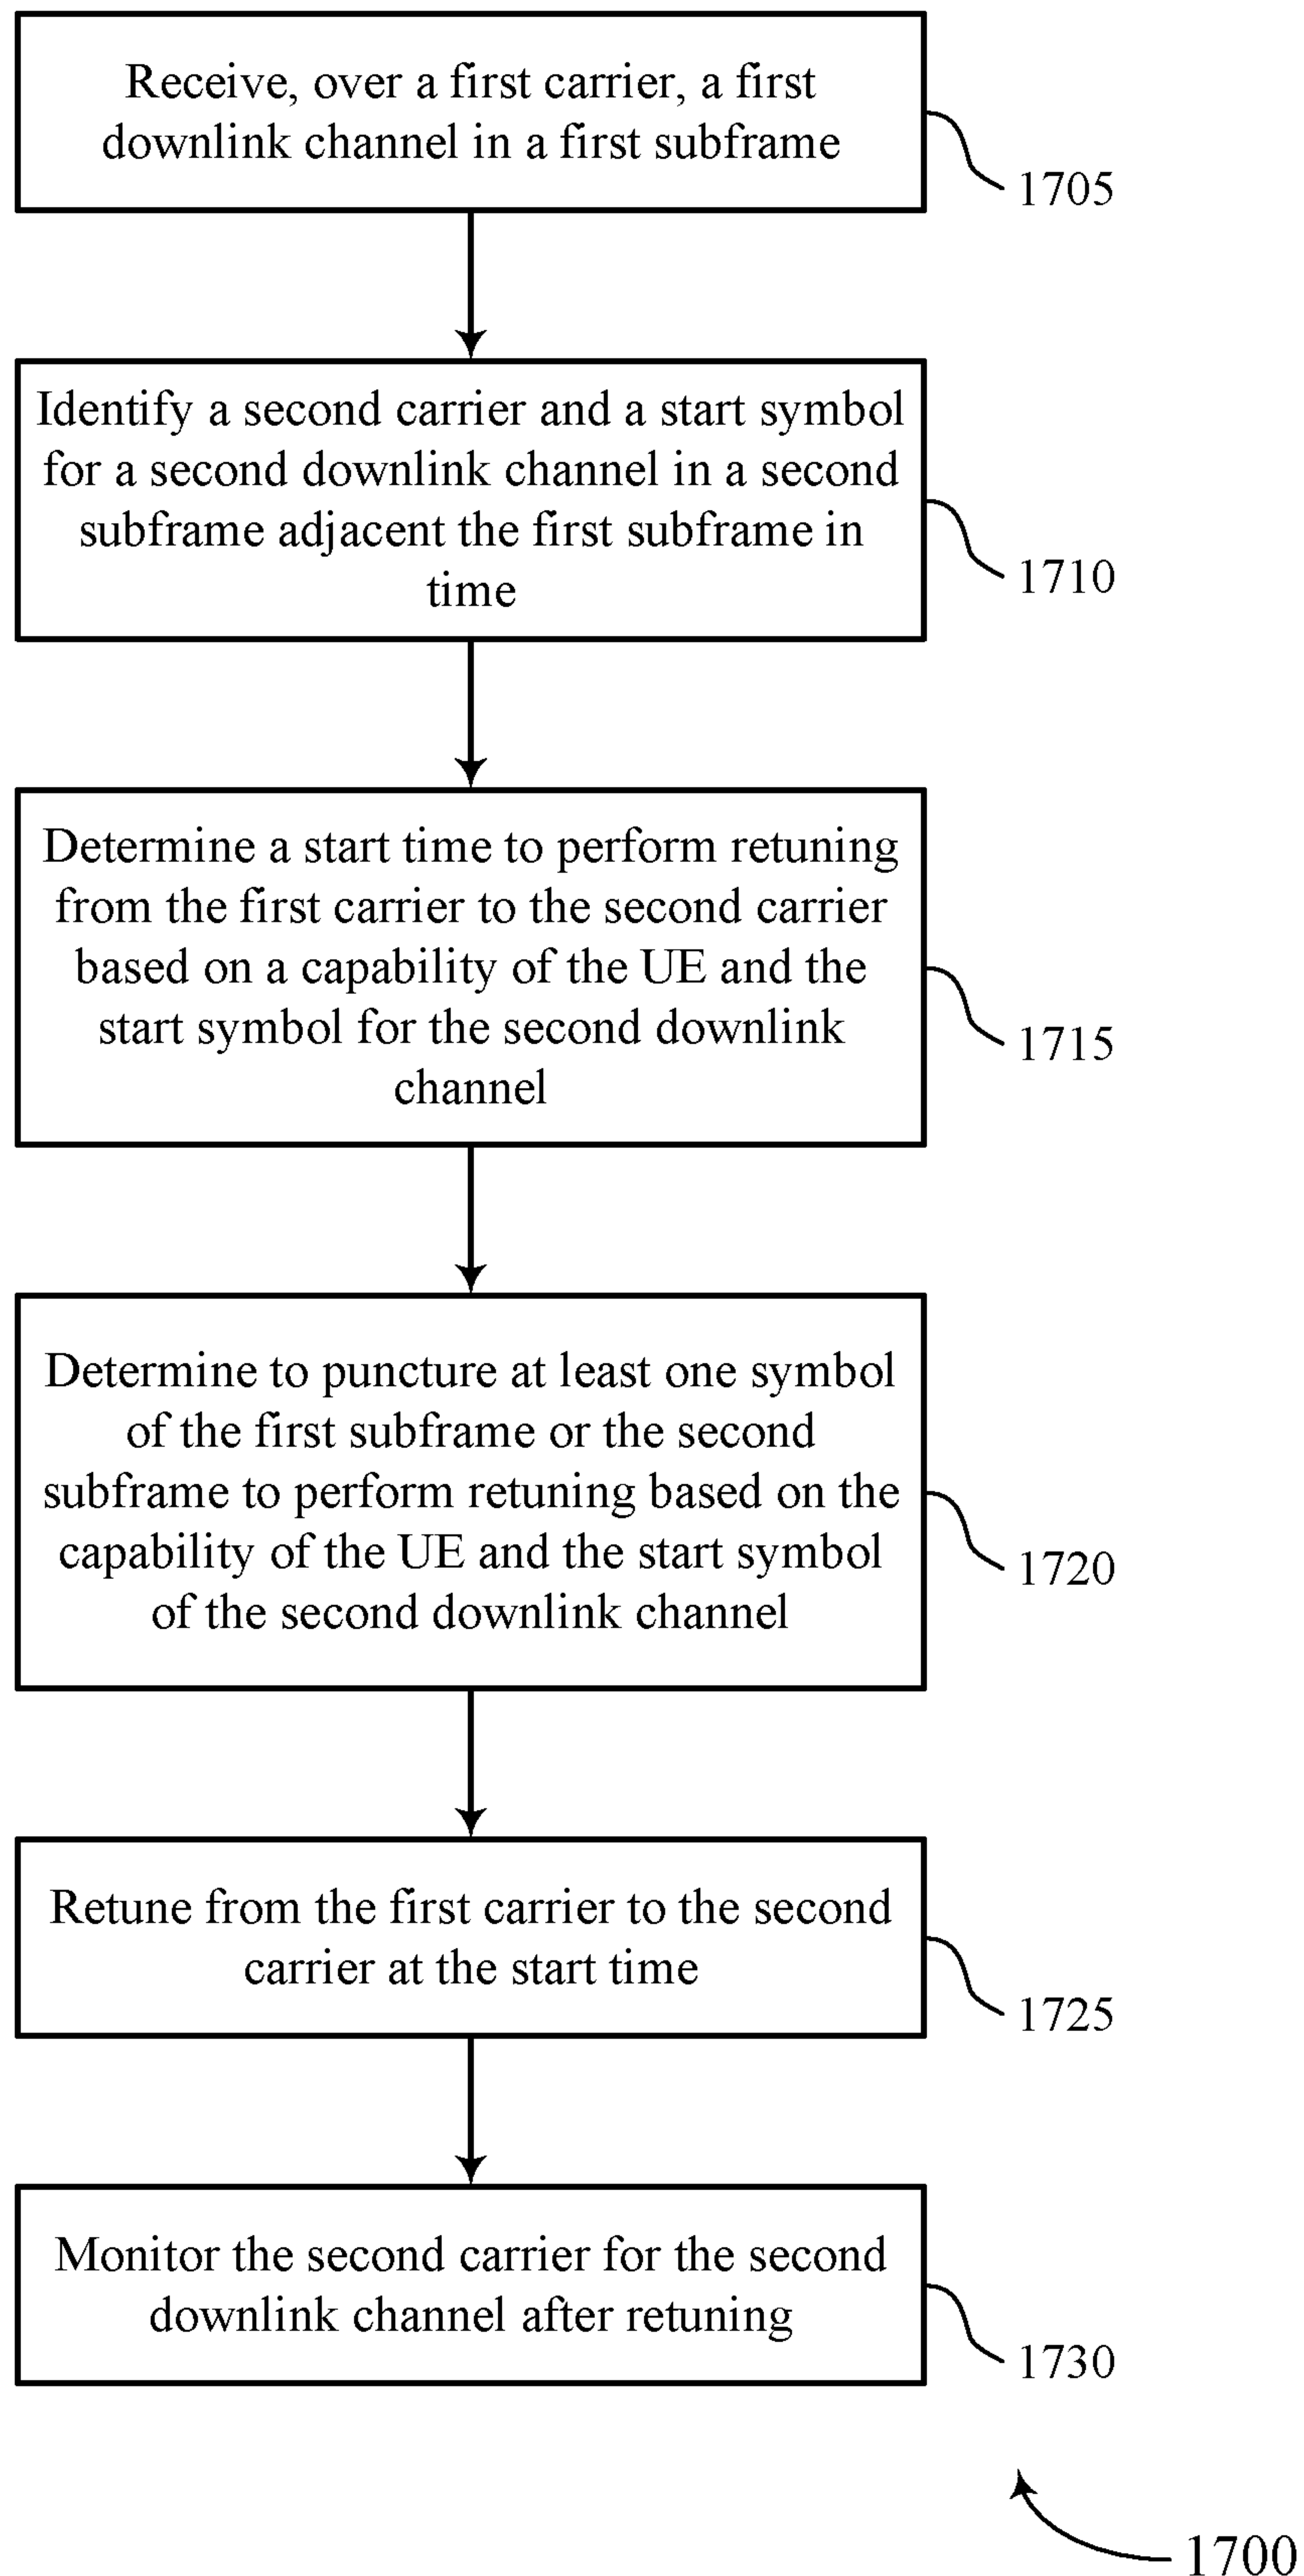 Receive, over a first carrier, a first
downlink channel in a first subframe
1705
Identify a second carrier and a start symbol
for a second downlink channel in a second
subframe adjacent the first subframe in
time
1710
Determine a start time to perform retuning
from the first carrier to the second carrier
based on a capability of the UE and the
start symbol for the second downlink
channel
1715
Determine to puncture at least one symbol
of the first subframe or the second
subframe to perform retuning based on the
capability of the UE and the start symbol
of the second downlink channel
1720
Retune from the first carrier to the second
carrier at the start time
1725
Monitor the second carrier for the second
downlink channel after retuning
1730
1700